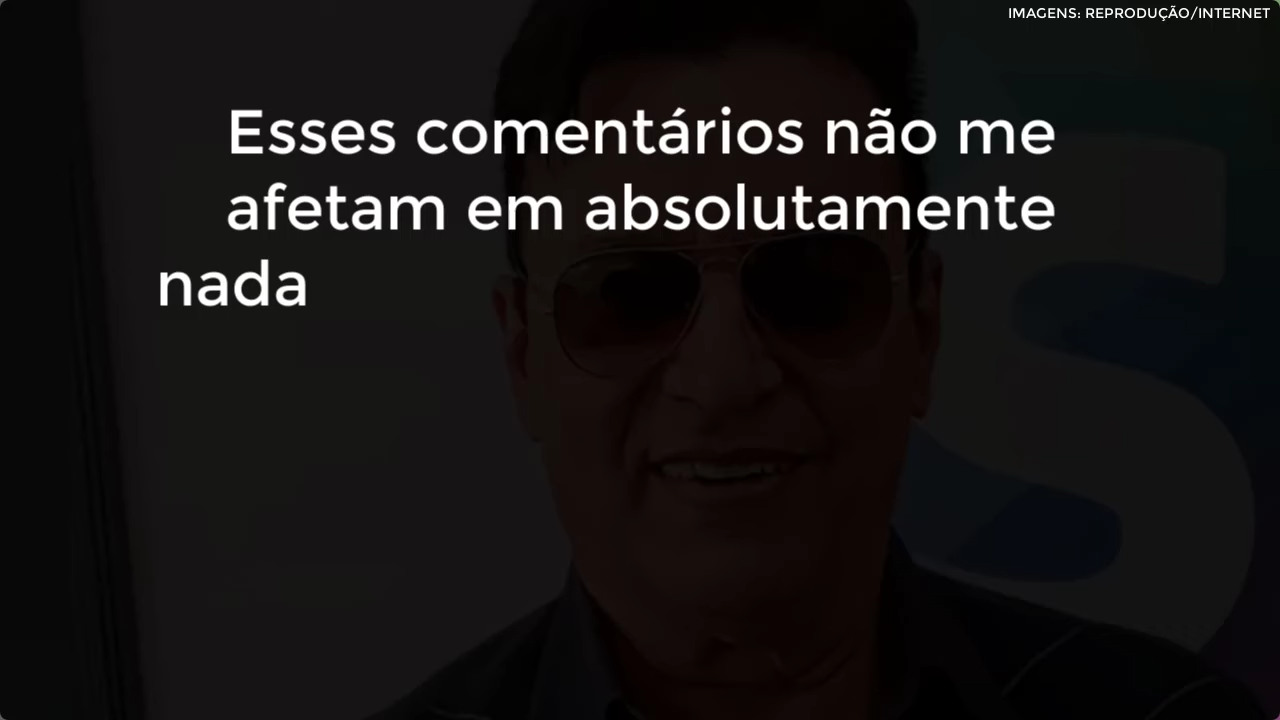 IMAGENS: REPRODUÇÃO/INTERNET
Esses comentários não me
afetam em absolutamente
nada